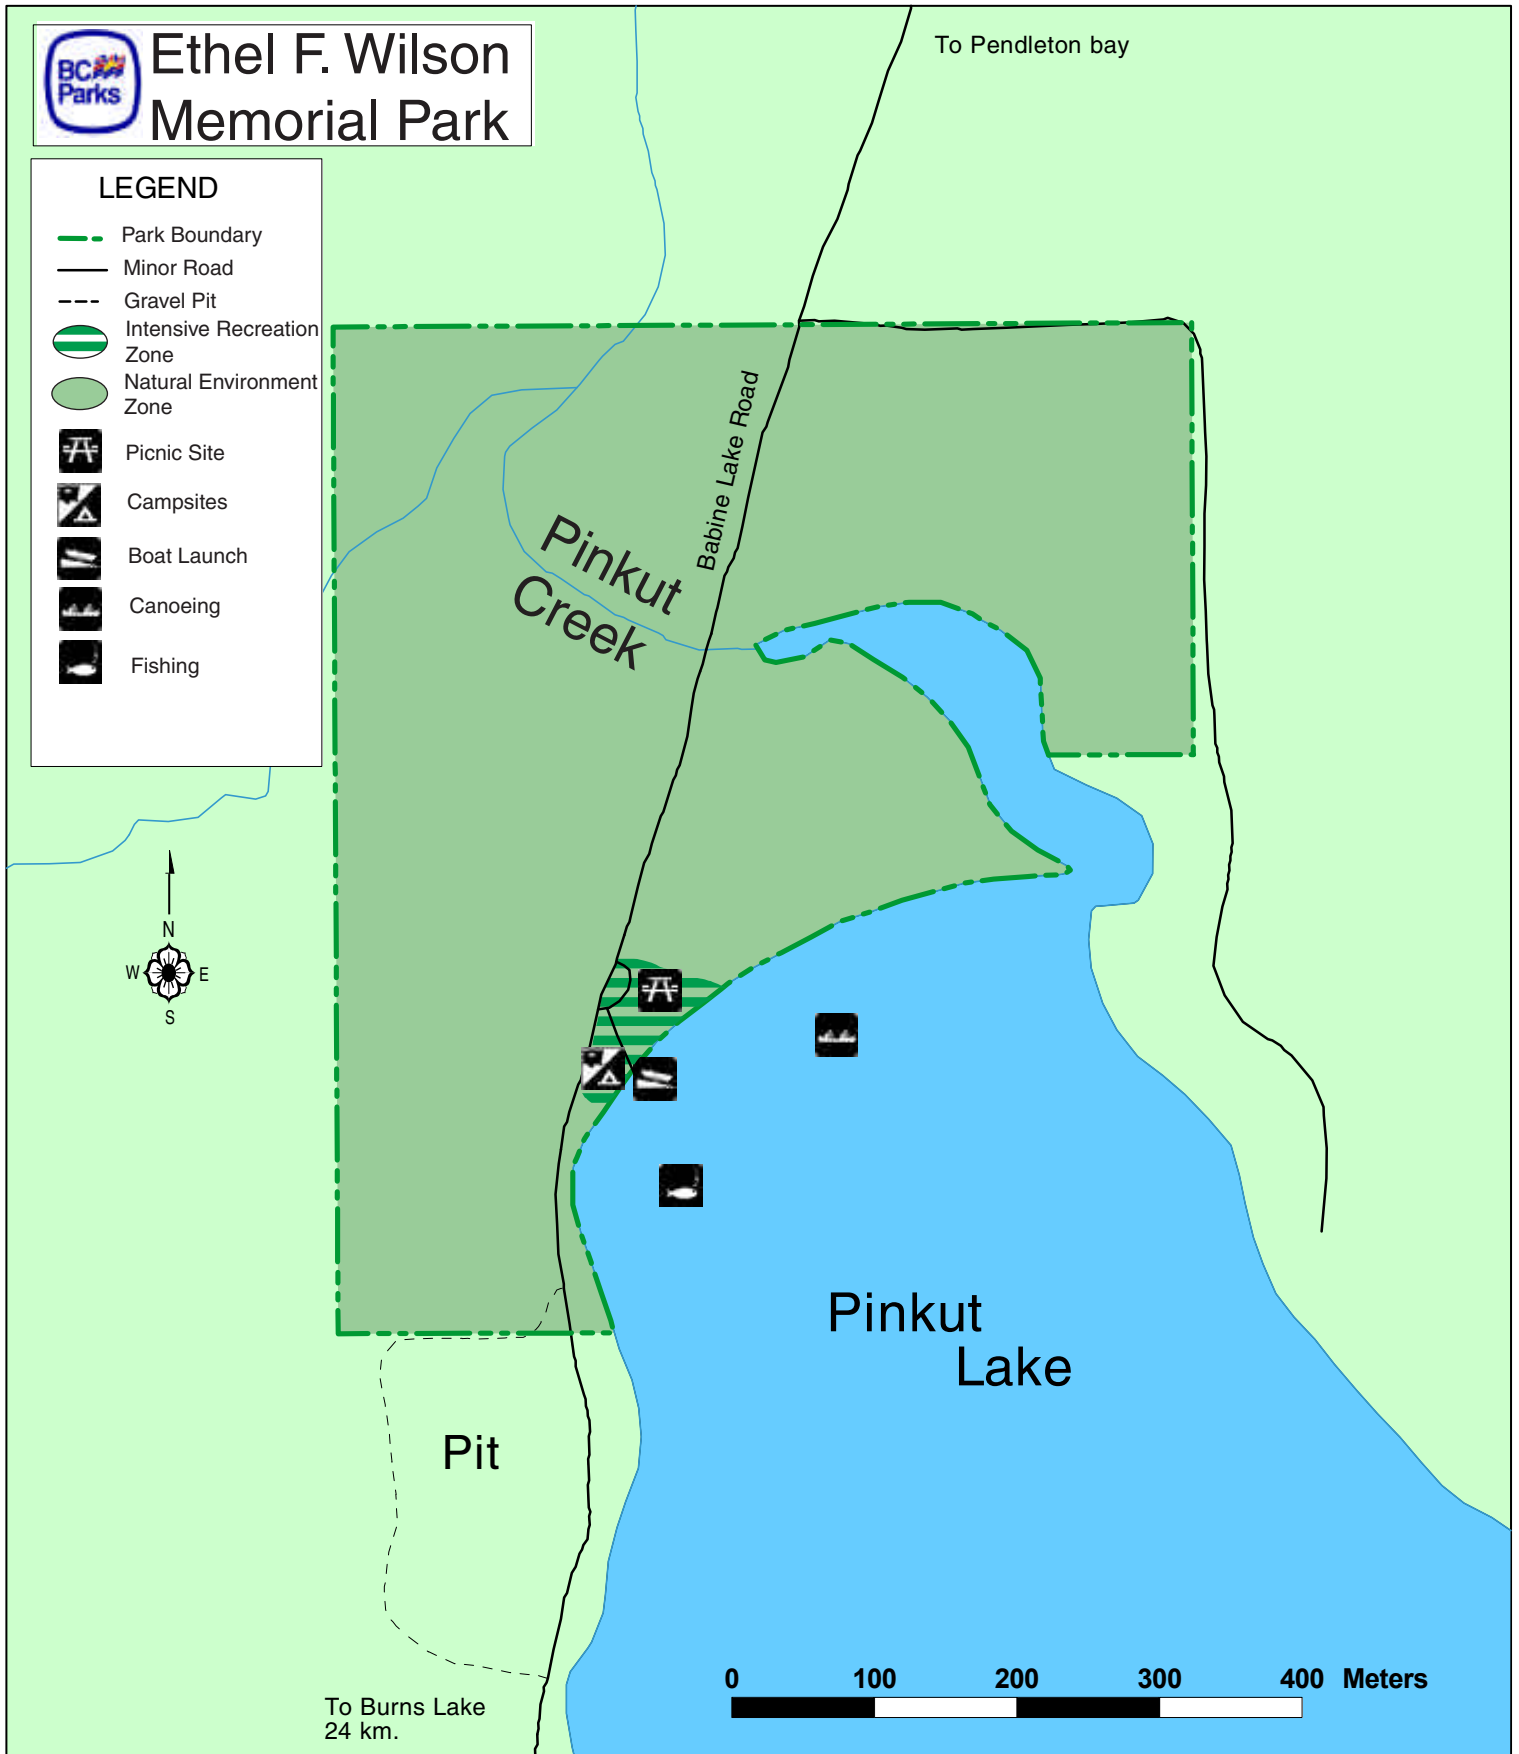 BC
Parks
Ethel F. Wilson
Memorial Park
To Pendleton bay
LEGEND
Park Boundary
Minor Road
Gravel Pit
Intensive Recreation
Zone
Natural Environment
Zone
Picnic Site
Campsites
Boat Launch
Canoeing
Fishing
Babine Lake Road
Pinkut
Creek
N
W E
S
Pinkut
Lake
Pit
To Burns Lake
24 km.
0 100 200 300 400 Meters